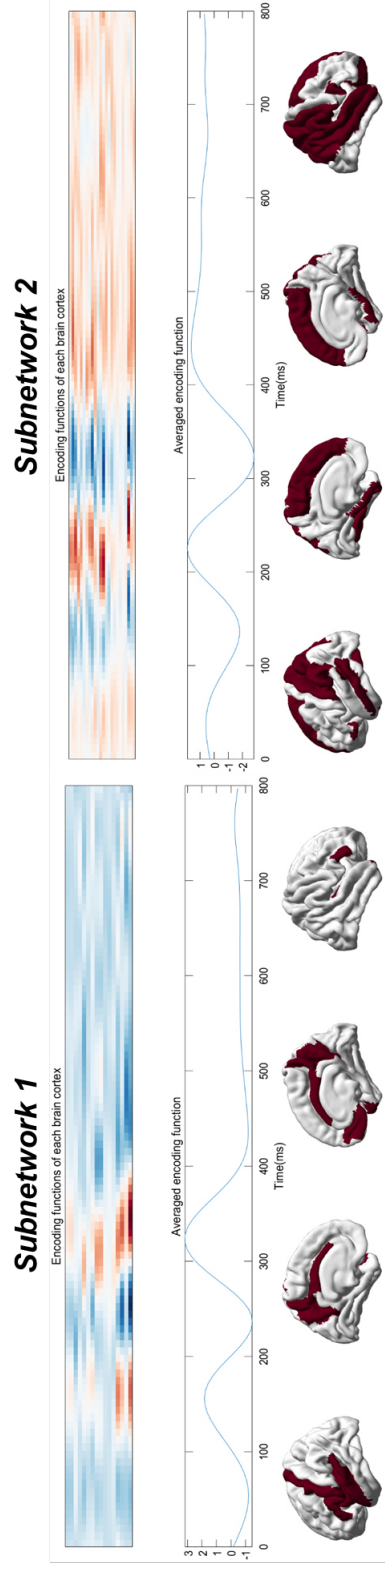 Subnetwork 1
Encoding functions of each brain cortex
Averaged encoding function
3
2
1
0
-1
0 100 200 300 400 500 600 700 800
Time(ms)
Subnetwork 2
Encoding functions of each brain cortex
Averaged encoding function
1
0
-1
-2
0 100 200 300 400 500 600 700 800
Time(ms)